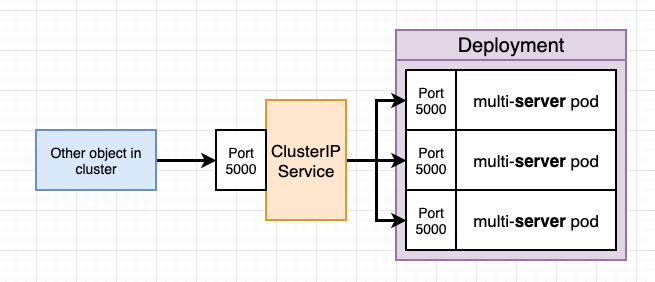 Deployment
Port
5000
multi-server pod
Other object in
cluster
Port
5000
ClusterIP
Service
Port
5000
multi-server pod
Port
5000
multi-server pod